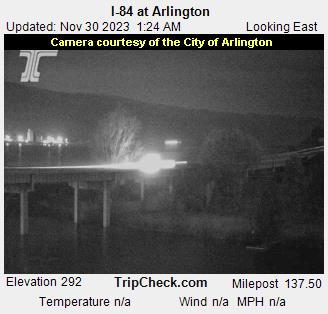 I-84 at Arlington
Updated: Nov 30 2023 1:24 AM Looking East
Camera courtesy of the City of Arlington
Elevation 292 TripCheck.com Milepost 137.50
Temperature n/a Wind n/a MPH n/a